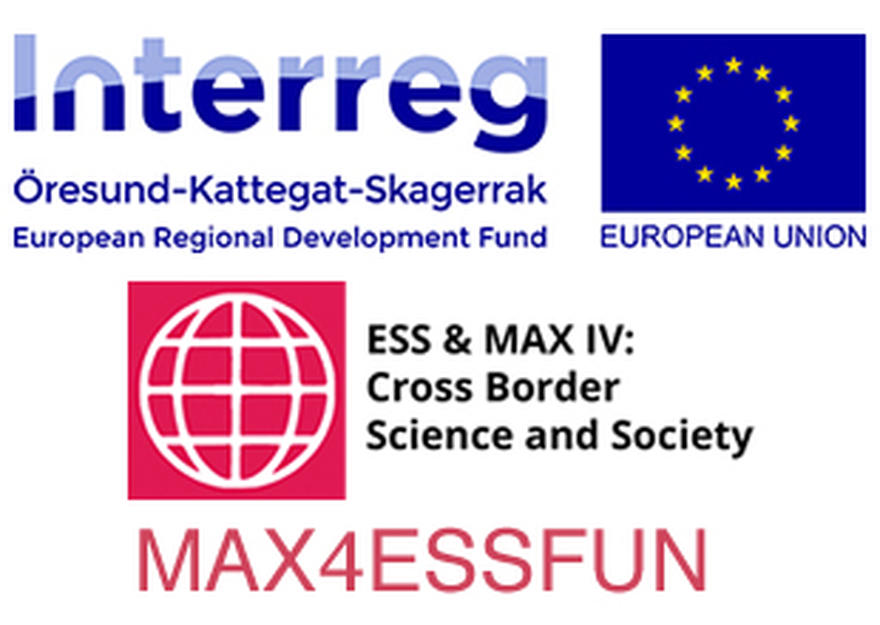 Interreg
Öresund-Kattegat-Skagerrak
European Regional Development Fund
EUROPEAN UNION
ESS & MAX IV:
Cross Border
Science and Society
MAX4ESSFUN